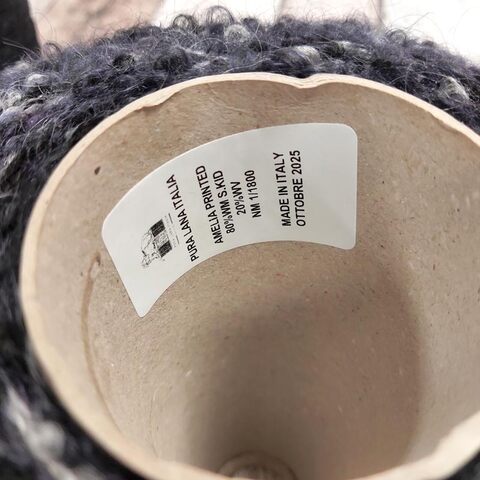 PURA LANA ITALIA
AMELIA PRINTED
80%WM S.KID
20%WV
NM 1/1800
MADE IN ITALY
OTTOBRE 2025